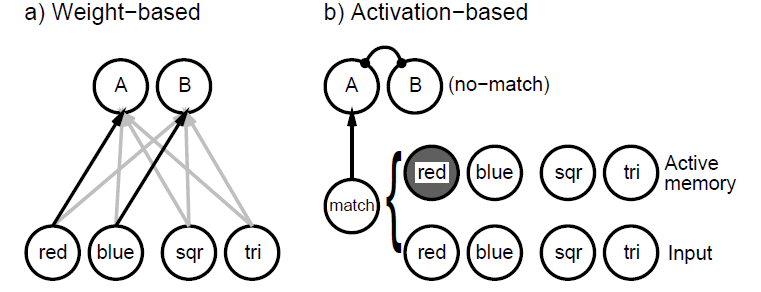 a) Weight−based
A B
red blue sqr tri
b) Activation−based
A B (no−match)
match
red blue sqr tri Active
memory
red blue sqr tri Input